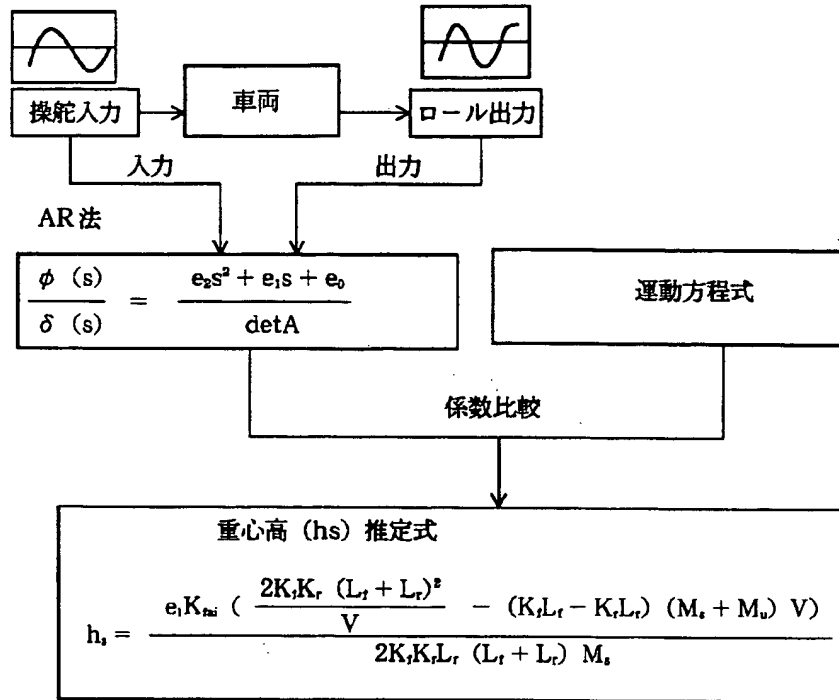 操舵入力
車両
ロール出力
入力
出力
AR法
φ (s) / δ (s) = e₂s² + e₁s + e₀ / detA
運動方程式
係数比較
重心高 (hs) 推定式
hₛ = e₁K_fai ( 2K_fK_r (L_f + L_r)² / V − (K_fL_f − K_rL_r) (Mₛ + Mᵤ) V) / 2K_fK_rL_r (L_f + L_r) Mₛ